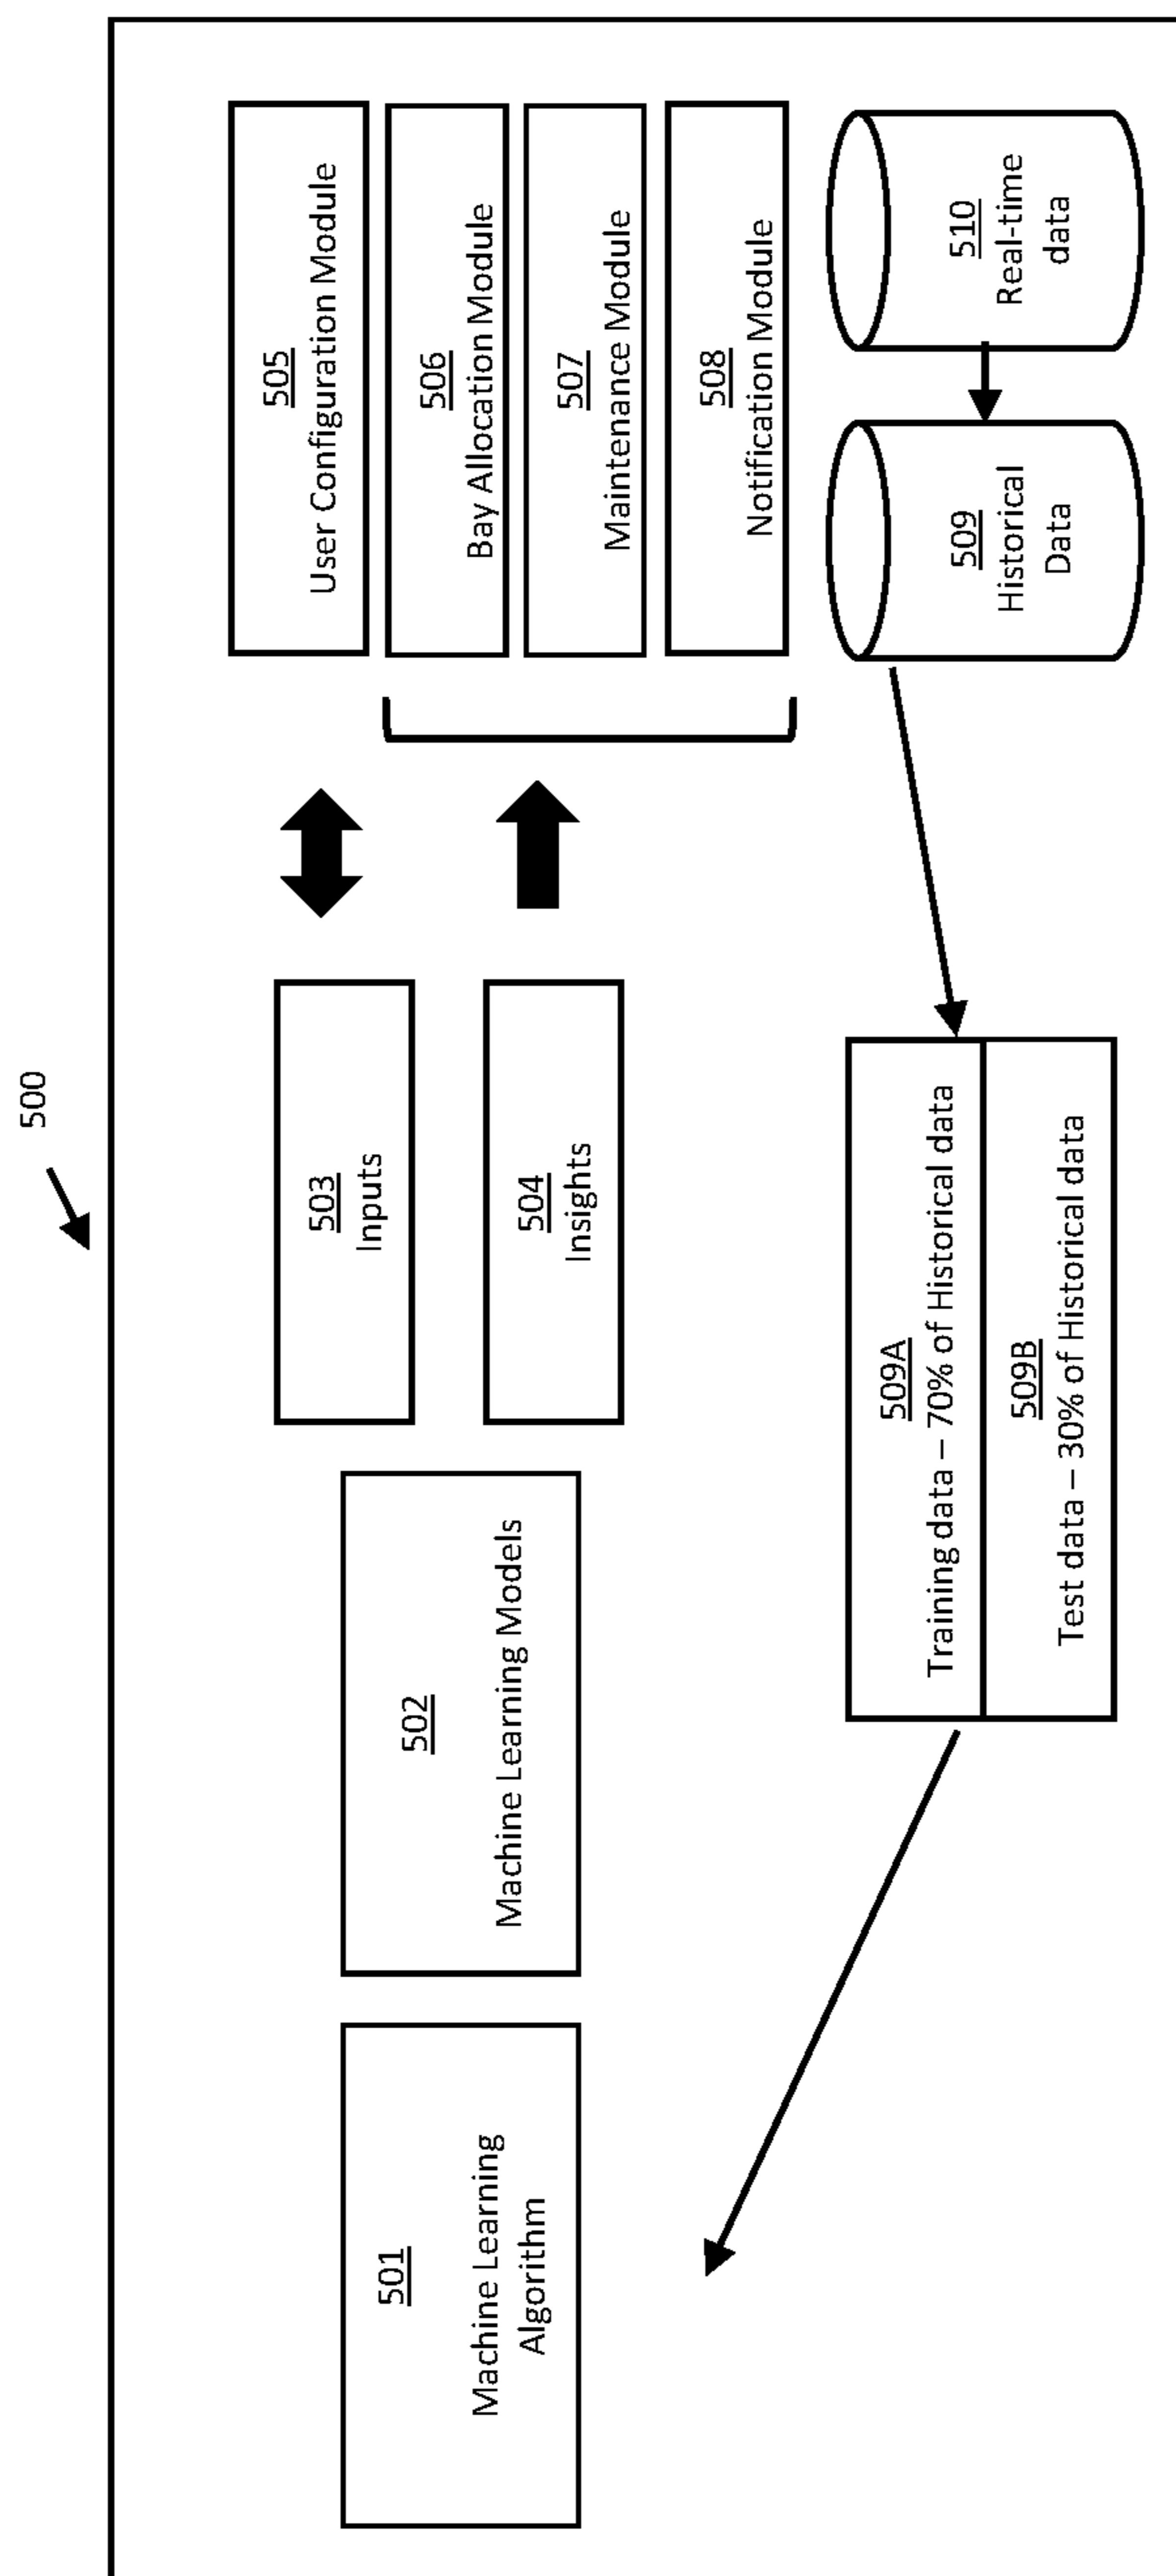 500
501
Machine Learning
Algorithm
502
Machine Learning Models
503
Inputs
504
Insights
505
User Configuration Module
506
Bay Allocation Module
507
Maintenance Module
508
Notification Module
509A
Training data – 70% of Historical data
509B
Test data – 30% of Historical data
509
Historical
Data
510
Real-time
data